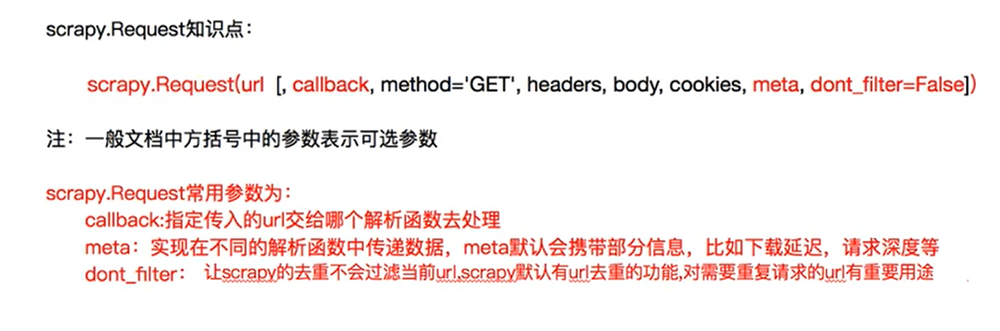 scrapy.Request知识点：
scrapy.Request(url [, callback, method='GET', headers, body, cookies, meta, dont_filter=False])
注：一般文档中方括号中的参数表示可选参数
scrapy.Request常用参数为：
callback:指定传入的url交给哪个解析函数去处理
meta：实现在不同的解析函数中传递数据，meta默认会携带部分信息，比如下载延迟，请求深度等
dont_filter： 让scrapy的去重不会过滤当前url,scrapy默认有url去重的功能,对需要重复请求的url有重要用途